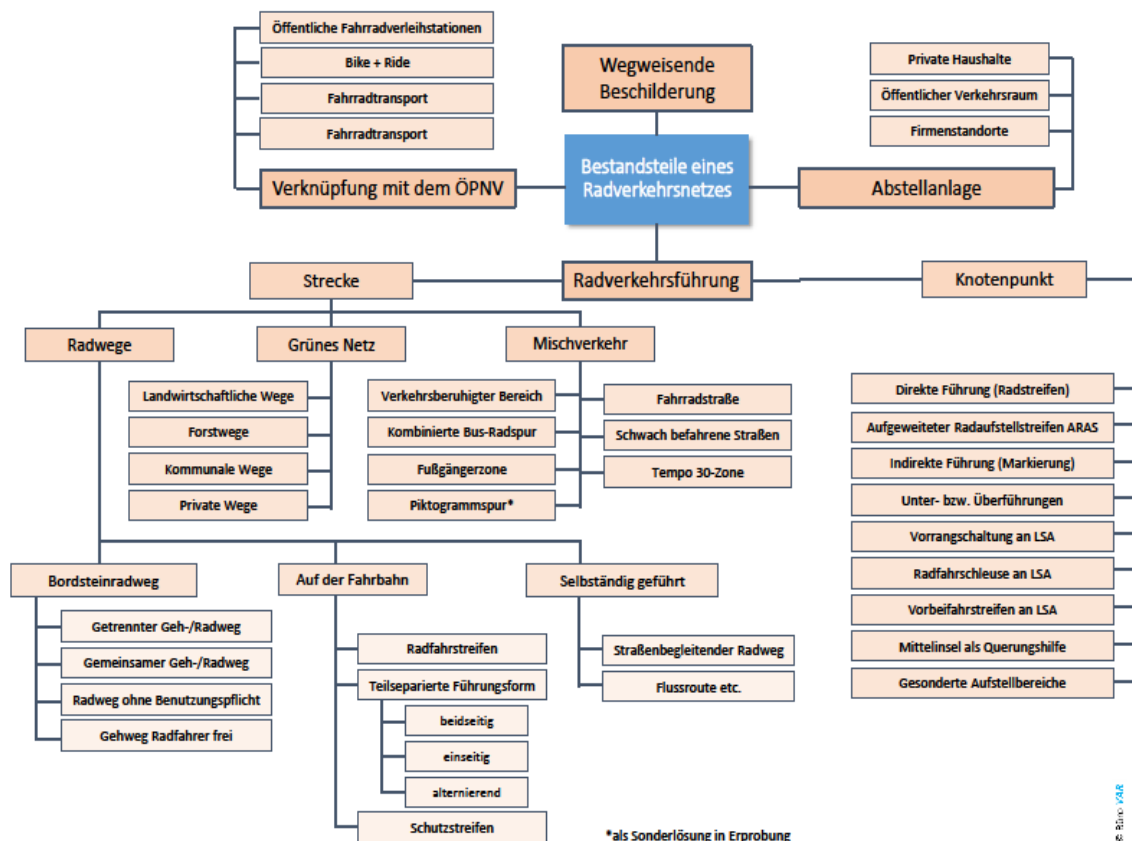 Öffentliche Fahrradverleihstationen
Bike + Ride
Fahrradtransport
Fahrradtransport
Verknüpfung mit dem ÖPNV
Wegweisende
Beschilderung
Bestandteile eines
Radverkehrsnetzes
Private Haushalte
Öffentlicher Verkehrsraum
Firmenstandorte
Abstellanlage
Strecke
Radverkehrsführung
Knotenpunkt
Radwege
Grünes Netz
Mischverkehr
Landwirtschaftliche Wege
Forstwege
Kommunale Wege
Private Wege
Verkehrsberuhigter Bereich
Kombinierte Bus-Radspur
Fußgängerzone
Piktogrammspur*
Fahrradstraße
Schwach befahrene Straßen
Tempo 30-Zone
Direkte Führung (Radstreifen)
Aufgeweiteter Radaufstellstreifen ARAS
Indirekte Führung (Markierung)
Unter- bzw. Überführungen
Vorrangschaltung an LSA
Radfahrschleuse an LSA
Vorbeifahrstreifen an LSA
Mittelinsel als Querungshilfe
Gesonderte Aufstellbereiche
Bordsteinradweg
Getrennter Geh-/Radweg
Gemeinsamer Geh-/Radweg
Radweg ohne Benutzungspflicht
Gehweg Radfahrer frei
Auf der Fahrbahn
Radfahrstreifen
Teilseparierte Führungsform
beidseitig
einseitig
alternierend
Schutzstreifen
Selbständig geführt
Straßenbegleitender Radweg
Flussroute etc.
*als Sonderlösung in Erprobung
© Büro VAR